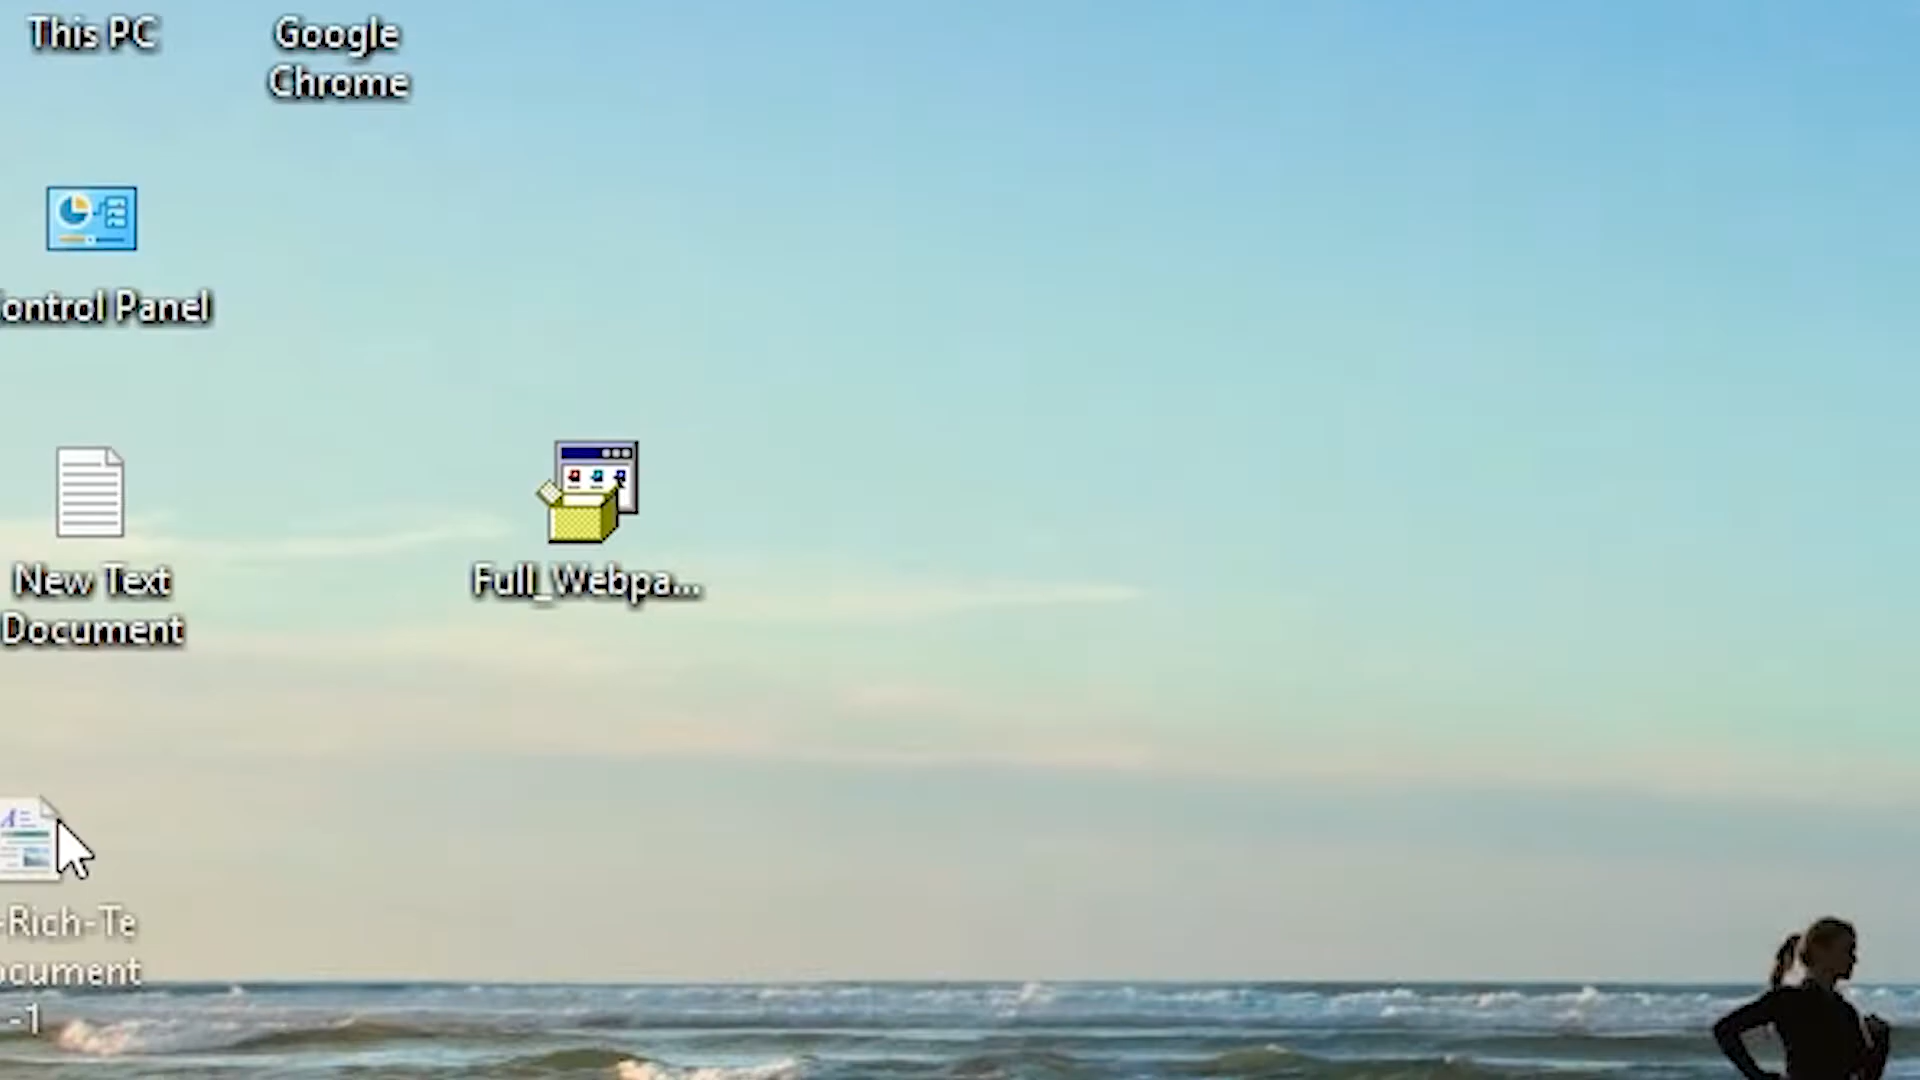 This PC
Google
Chrome
ontrol Panel
New Text
Document
Full_Webpa...
-Rich-Te
ocument
-1